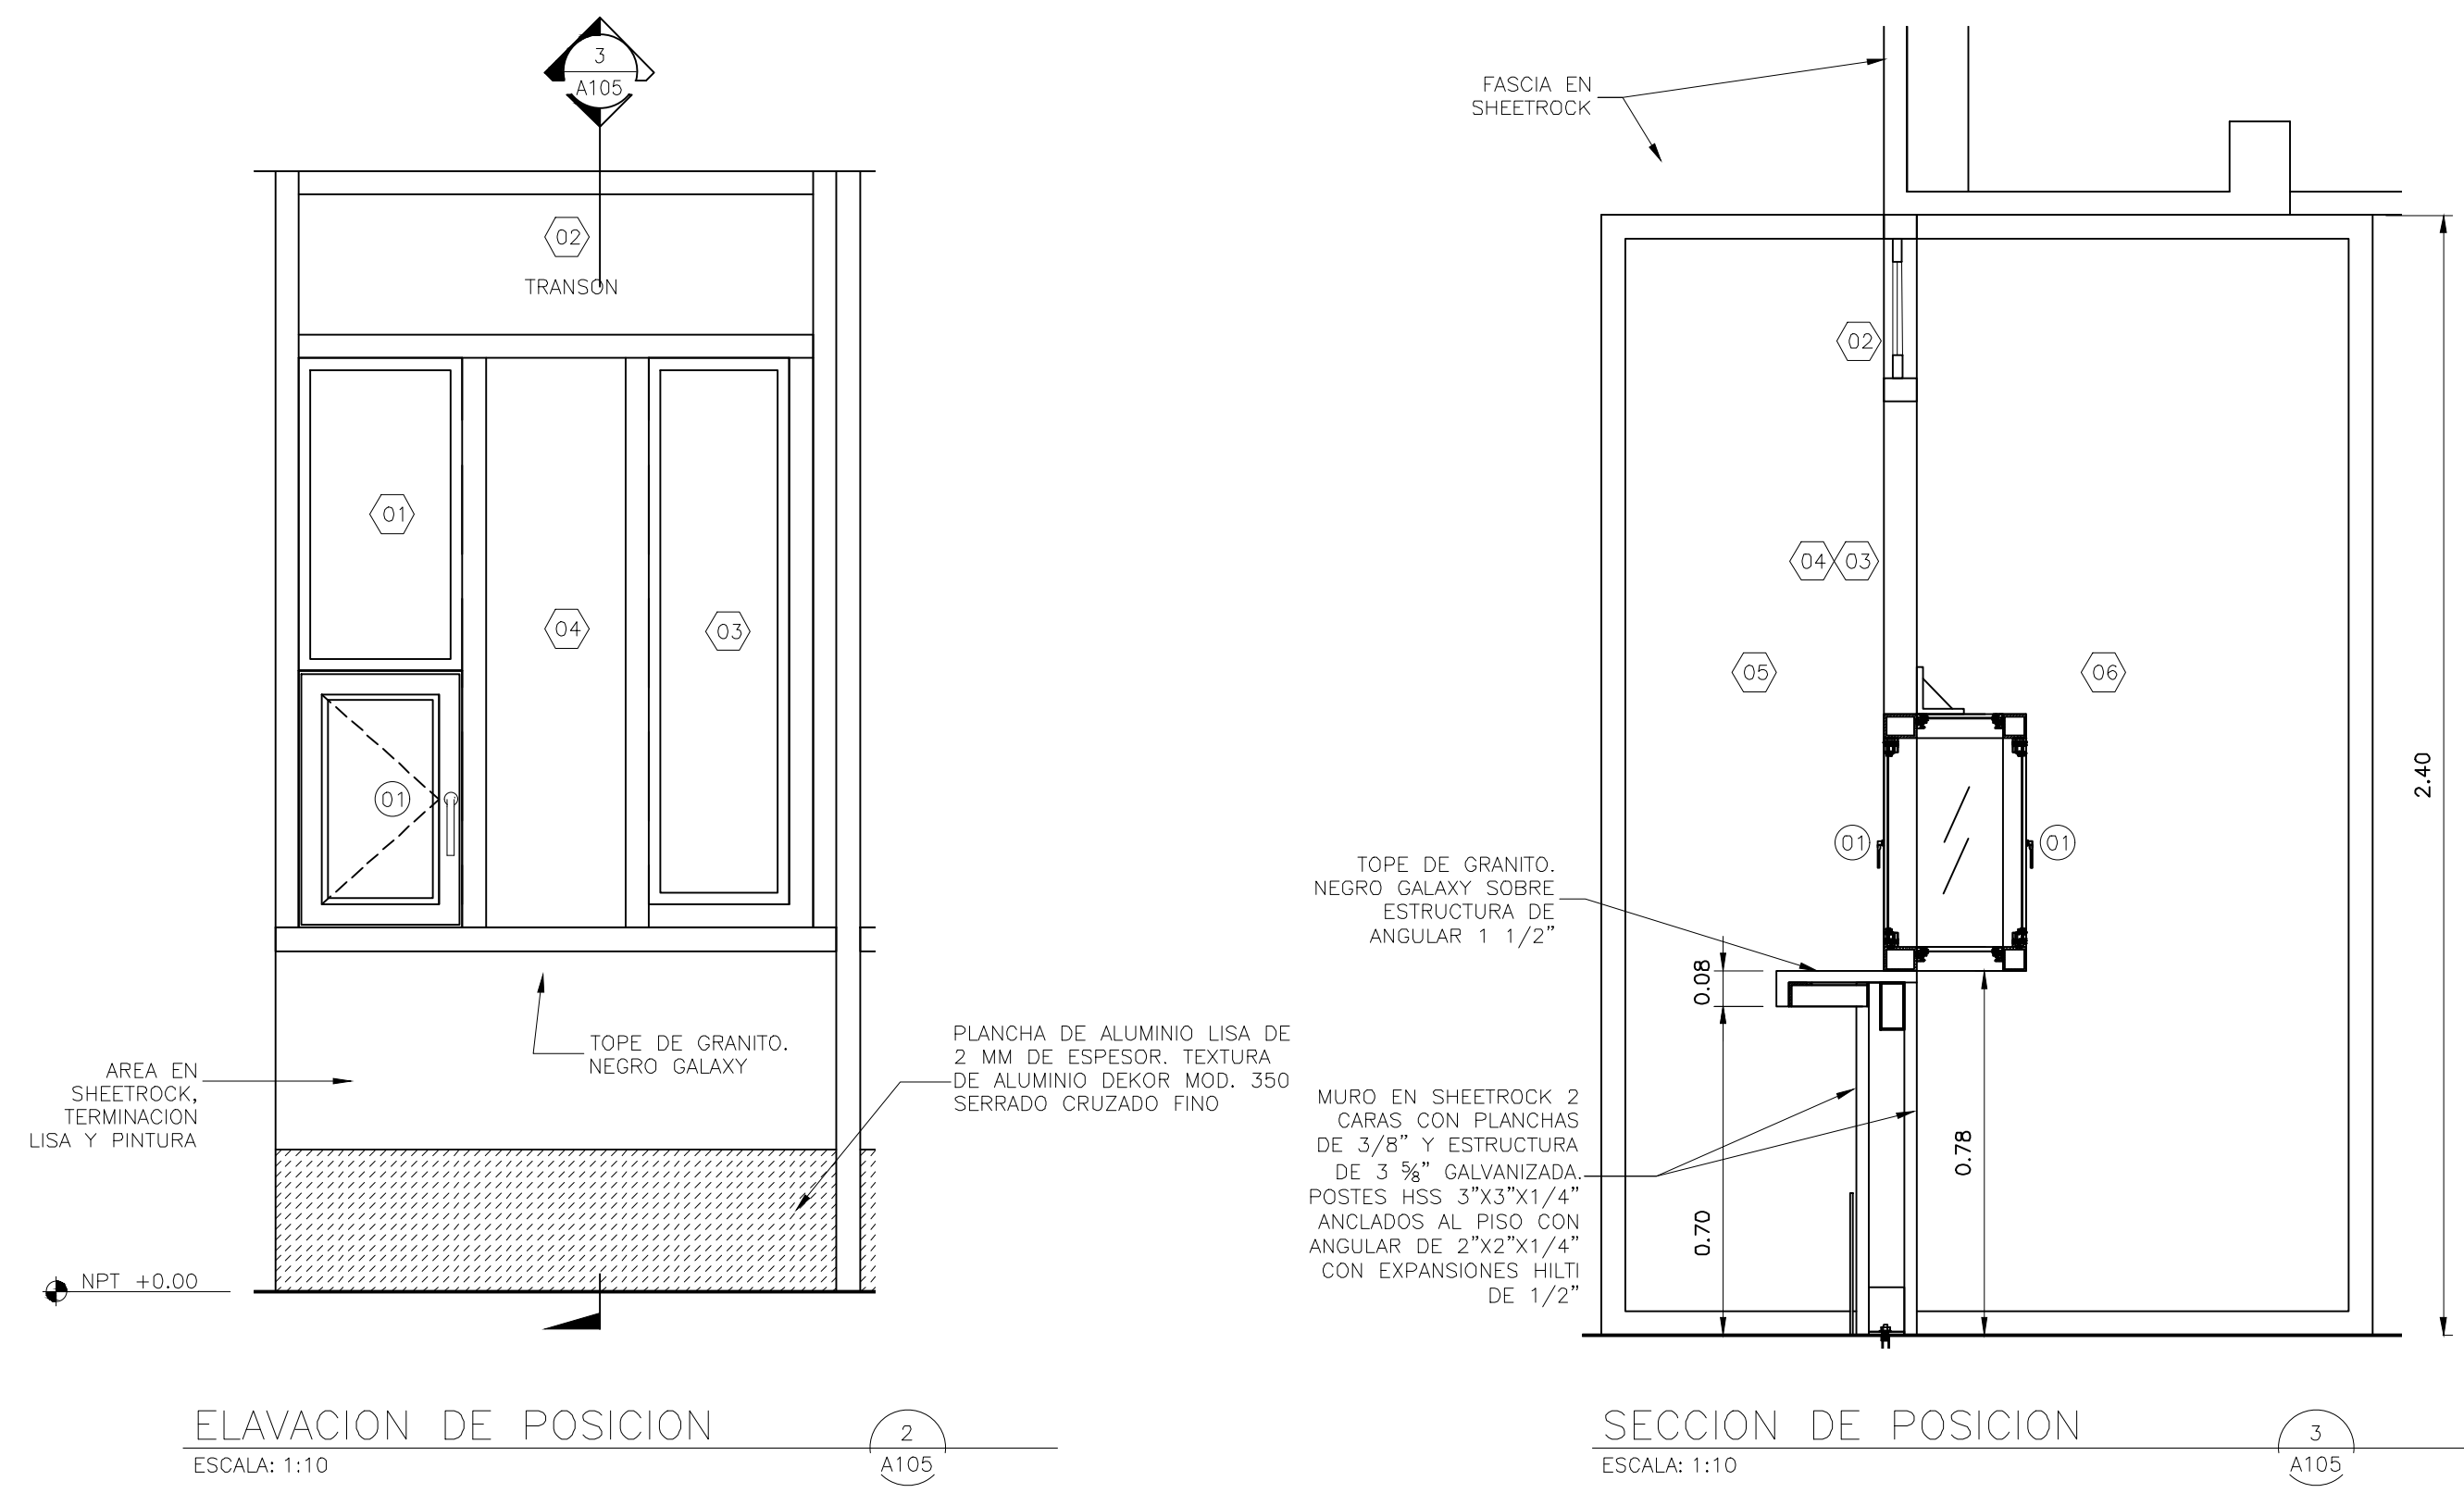 3
A105
02
TRANSON
01
04
03
01
TOPE DE GRANITO.
NEGRO GALAXY
AREA EN
SHEETROCK,
TERMINACION
LISA Y PINTURA
PLANCHA DE ALUMINIO LISA DE
2 MM DE ESPESOR. TEXTURA
DE ALUMINIO DEKOR MOD. 350
SERRADO CRUZADO FINO
NPT +0.00
ELAVACION DE POSICION
ESCALA: 1:10
2
A105
FASCIA EN
SHEETROCK
02
04 03
05
06
2.40
01
01
TOPE DE GRANITO.
NEGRO GALAXY SOBRE
ESTRUCTURA DE
ANGULAR 1 1/2"
0.08
MURO EN SHEETROCK 2
CARAS CON PLANCHAS
DE 3/8" Y ESTRUCTURA
DE 3 ⅝" GALVANIZADA.
POSTES HSS 3"X3"X1/4"
ANCLADOS AL PISO CON
ANGULAR DE 2"X2"X1/4"
CON EXPANSIONES HILTI
DE 1/2"
0.70
0.78
SECCION DE POSICION
ESCALA: 1:10
3
A105